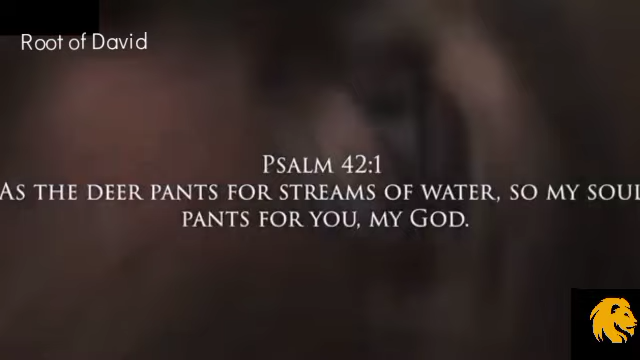 Root of David
Psalm 42:1
As the deer pants for streams of water, so my soul
pants for you, my God.